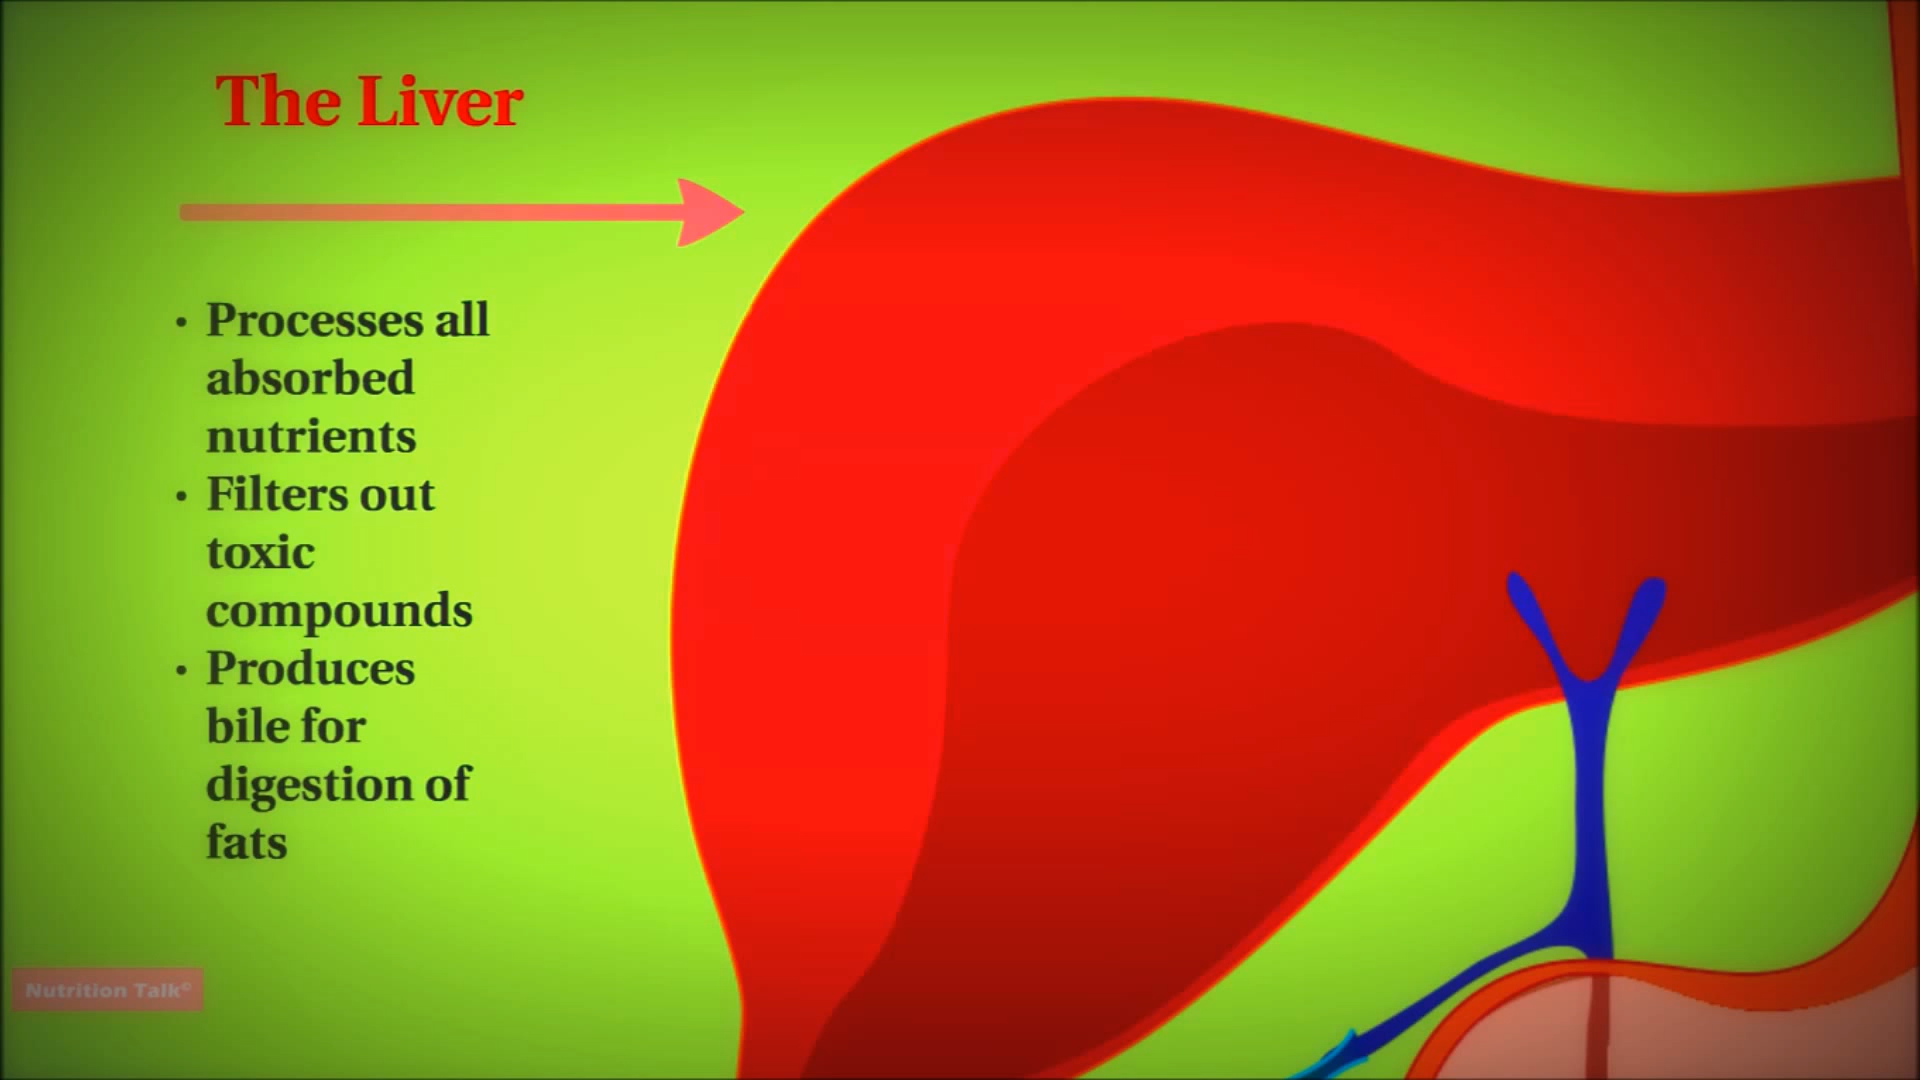 The Liver
• Processes all
absorbed
nutrients
• Filters out
toxic
compounds
• Produces
bile for
digestion of
fats
Nutrition Talk©